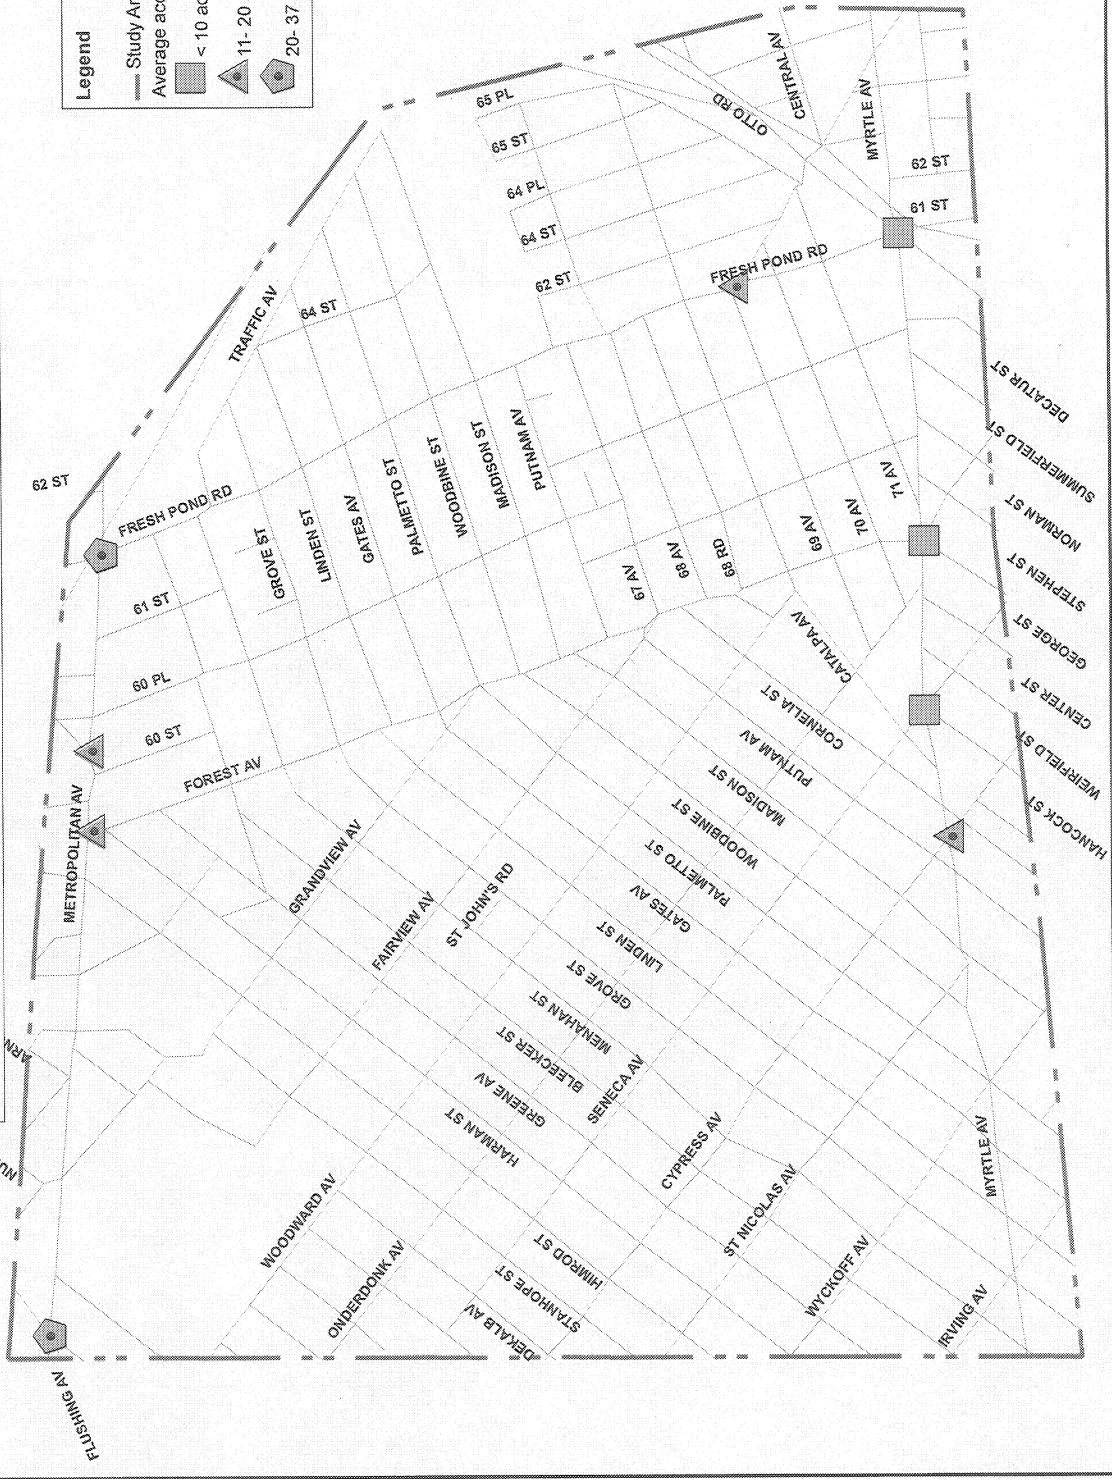 Legend
Study Ar
Average acc
< 10 ac
11- 20
20- 37
65 PL
65 ST
64 PL
64 ST
62 ST
OTTO RD
CENTRAL AV
MYRTLE AV
62 ST
61 ST
FRESH POND RD
TRAFFIC AV
64 ST
62 ST
FRESH POND RD
GROVE ST
LINDEN ST
GATES AV
PALMETTO ST
WOODBINE ST
MADISON ST
PUTNAM AV
61 ST
60 PL
60 ST
FOREST AV
METROPOLITAN AV
67 AV
68 AV
68 RD
69 AV
70 AV
71 AV
DECATUR ST
SUMMERFIELD ST
NORMAN ST
STEPHEN ST
GEORGE ST
CENTER ST
WEIRFIELD ST
HANCOCK ST
CATALPA AV
CORNELIA ST
PUTNAM AV
MADISON ST
WOODBINE ST
PALMETTO ST
GATES AV
LINDEN ST
GROVE ST
MENAHAN ST
BLEECKER ST
GREENE AV
HARMAN ST
GRANDVIEW AV
FAIRVIEW AV
ST JOHN'S RD
SENECA AV
CYPRESS AV
ST NICOLAS AV
WYCKOFF AV
IRVING AV
MYRTLE AV
WOODWARD AV
ONDERDONK AV
HIMROD ST
STANHOPE ST
DEKALB AV
FLUSHING AV
ARN
NU